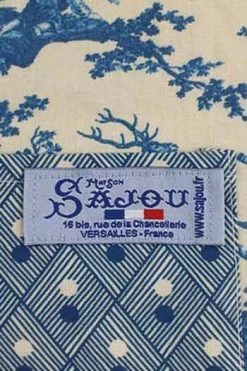 MAISON
SAJOU
16 bis, rue de la Chancellerie
VERSAILLES - France
www.sajou.fr